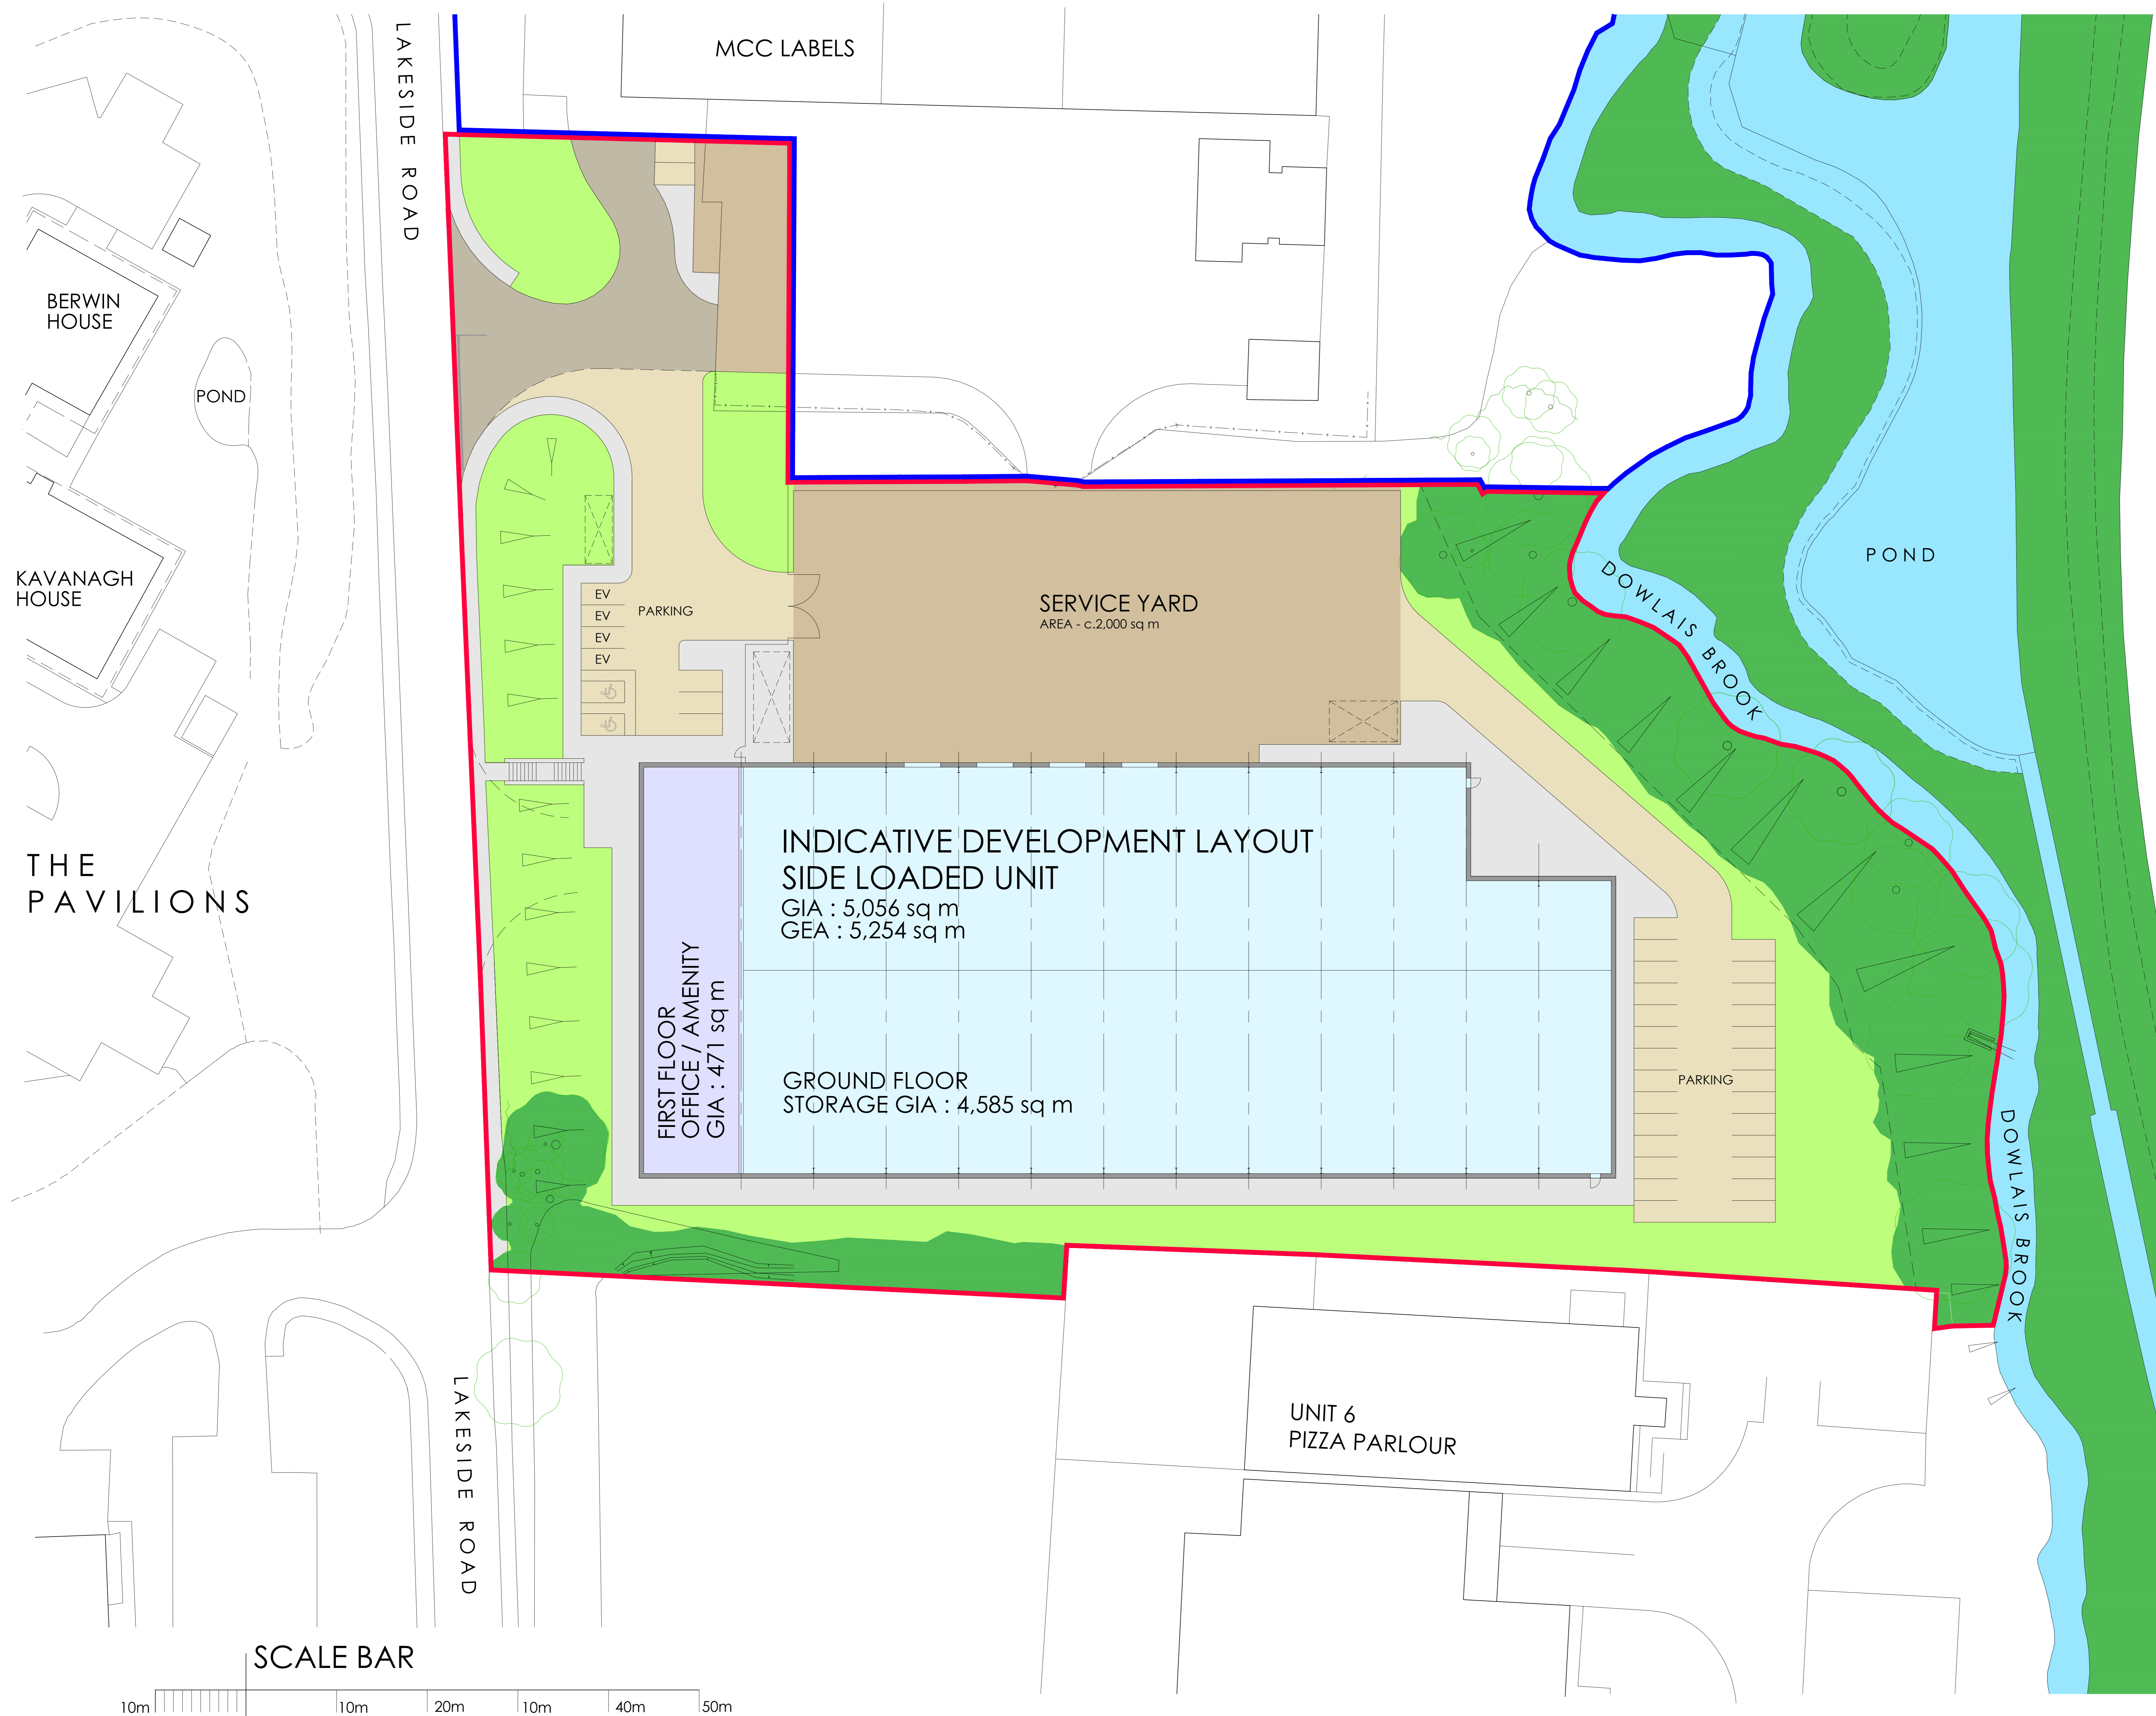 LAKESIDE ROAD
MCC LABELS
BERWIN
HOUSE
POND
KAVANAGH
HOUSE
THE
PAVILIONS
EV
EV
EV
EV
PARKING
SERVICE YARD
AREA - c.2,000 sq m
POND
DOWLAIS BROOK
INDICATIVE DEVELOPMENT LAYOUT
SIDE LOADED UNIT
GIA : 5,056 sq m
GEA : 5,254 sq m
FIRST FLOOR
OFFICE / AMENITY
GIA : 471 sq m
GROUND FLOOR
STORAGE GIA : 4,585 sq m
PARKING
DOWLAIS BROOK
LAKESIDE ROAD
UNIT 6
PIZZA PARLOUR
SCALE BAR
10m 10m 20m 10m 40m 50m